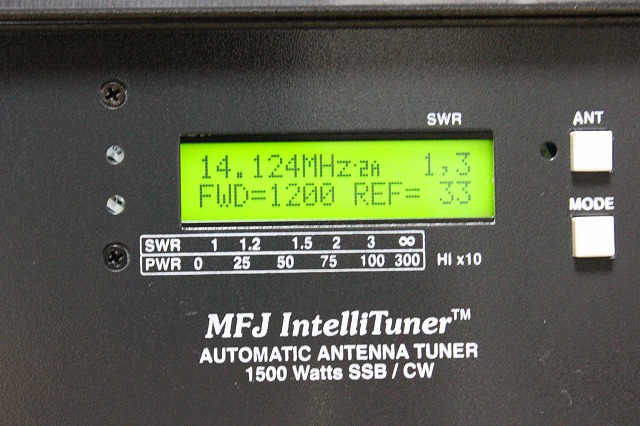 SWR
ANT
14.124MHz·2A 1,3
FWD=1200 REF= 33
MODE
SWR 1 1.2 1.5 2 3 ∞
PWR 0 25 50 75 100 300 HI x10
MFJ IntelliTuner™
AUTOMATIC ANTENNA TUNER
1500 Watts SSB / CW